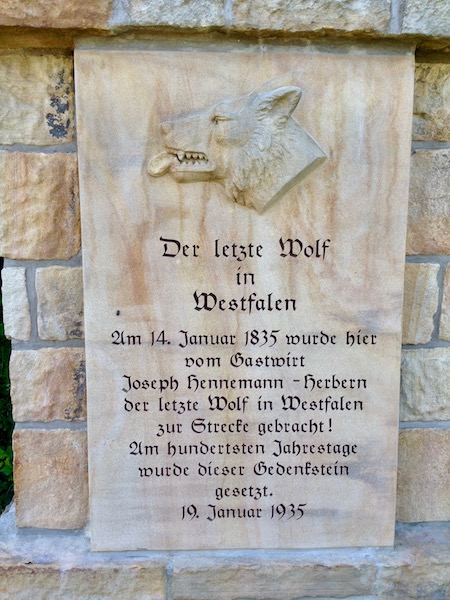 Der letzte Wolf
in
Westfalen
Am 14. Januar 1835 wurde hier
vom Gastwirt
Joseph Hennemann - Herbern
der letzte Wolf in Westfalen
zur Strecke gebracht!
Am hundertsten Jahrestage
wurde dieser Gedenkstein
gesetzt.
19. Januar 1935